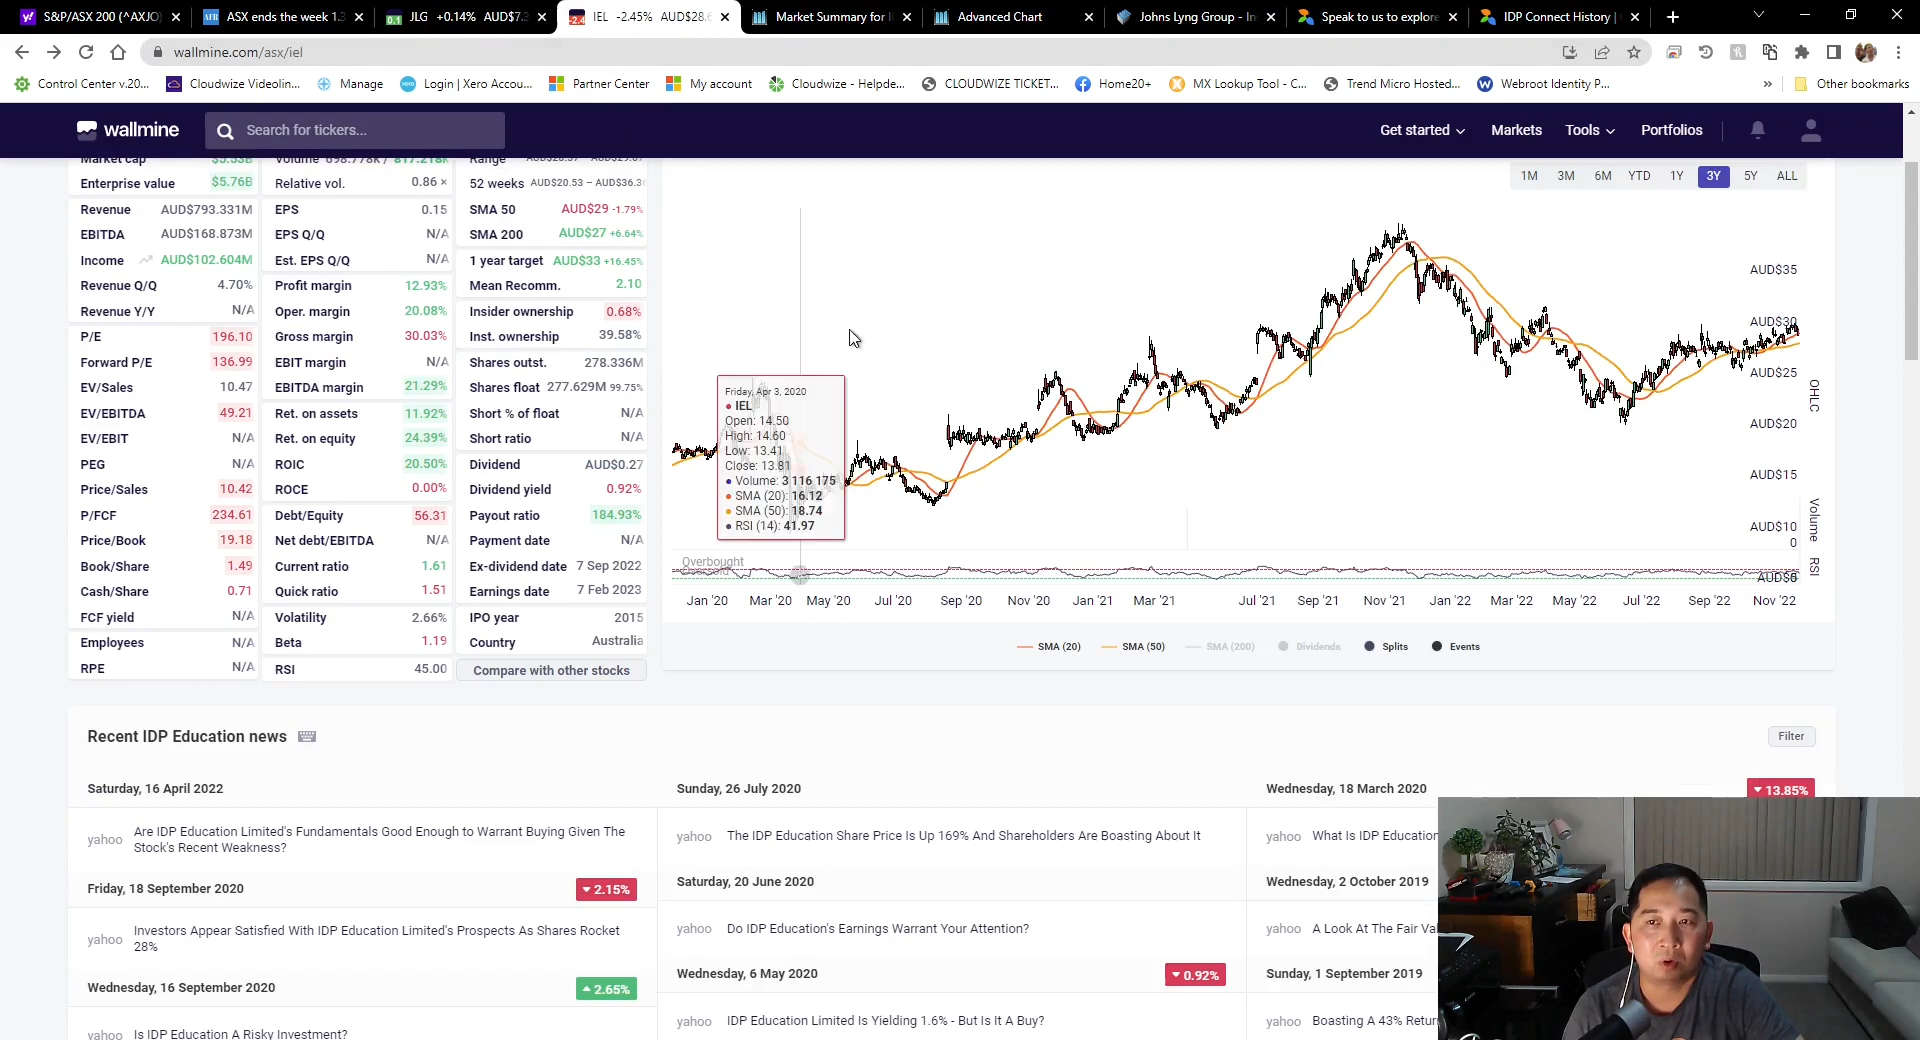 S&P/ASX 200 (^AXJO)
ASX ends the week 1.3
JLG +0.14% AUD$7.3
IEL -2.45% AUD$28.6
Market Summary for I
Advanced Chart
Johns Lyng Group - In
Speak to us to explore
IDP Connect History |
wallmine.com/asx/iel
Control Center v.20...
Cloudwize Videolin...
Manage
Login | Xero Accou...
Partner Center
My account
Cloudwize - Helpde...
CLOUDWIZE TICKET...
Home20+
MX Lookup Tool - C...
Trend Micro Hosted...
Webroot Identity P...
»
Other bookmarks
wallmine
Search for tickers...
Get started
Markets
Tools
Portfolios
Market cap $5.53B
Enterprise value $5.76B
Revenue AUD$793.331M
EBITDA AUD$168.873M
Income AUD$102.604M
Revenue Q/Q 4.70%
Revenue Y/Y N/A
P/E 196.10
Forward P/E 136.99
EV/Sales 10.47
EV/EBITDA 49.21
EV/EBIT N/A
PEG N/A
Price/Sales 10.42
P/FCF 234.61
Price/Book 19.18
Book/Share 1.49
Cash/Share 0.71
FCF yield N/A
Employees N/A
RPE N/A
Volume 698.778k / 817.218k
Relative vol. 0.86 ×
EPS 0.15
EPS Q/Q N/A
Est. EPS Q/Q N/A
Profit margin 12.93%
Oper. margin 20.08%
Gross margin 30.03%
EBIT margin N/A
EBITDA margin 21.29%
Ret. on assets 11.92%
Ret. on equity 24.39%
ROIC 20.50%
ROCE 0.00%
Debt/Equity 56.31
Net debt/EBITDA N/A
Current ratio 1.61
Quick ratio 1.51
Volatility 2.66%
Beta 1.19
RSI 45.00
Range
52 weeks AUD$20.53 – AUD$36.3
SMA 50 AUD$29 -1.79%
SMA 200 AUD$27 +6.64%
1 year target AUD$33 +16.45%
Mean Recomm. 2.10
Insider ownership 0.68%
Inst. ownership 39.58%
Shares outst. 278.336M
Shares float 277.629M 99.75%
Short % of float N/A
Short ratio N/A
Dividend AUD$0.27
Dividend yield 0.92%
Payout ratio 184.93%
Payment date N/A
Ex-dividend date 7 Sep 2022
Earnings date 7 Feb 2023
IPO year 2015
Country Australia
Compare with other stocks
1M 3M 6M YTD 1Y 3Y 5Y ALL
AUD$35
AUD$30
AUD$25
AUD$20
AUD$15
AUD$10
0
OHLC
Volume
RSI
Friday, Apr 3, 2020
IEL
Open: 14.50
High: 14.60
Low: 13.41
Close: 13.81
Volume: 3 116 175
SMA (20): 16.12
SMA (50): 18.74
RSI (14): 41.97
Overbought
Jan '20 Mar '20 May '20 Jul '20 Sep '20 Nov '20 Jan '21 Mar '21 Jul '21 Sep '21 Nov '21 Jan '22 Mar '22 May '22 Jul '22 Sep '22 Nov '22
SMA (20) SMA (50) SMA (200) Dividends Splits Events
Recent IDP Education news
Filter
Saturday, 16 April 2022
yahoo Are IDP Education Limited's Fundamentals Good Enough to Warrant Buying Given The
Stock's Recent Weakness?
Friday, 18 September 2020 2.15%
yahoo Investors Appear Satisfied With IDP Education Limited's Prospects As Shares Rocket
28%
Wednesday, 16 September 2020 2.65%
yahoo Is IDP Education A Risky Investment?
Sunday, 26 July 2020
yahoo The IDP Education Share Price Is Up 169% And Shareholders Are Boasting About It
Saturday, 20 June 2020
yahoo Do IDP Education's Earnings Warrant Your Attention?
Wednesday, 6 May 2020 0.92%
yahoo IDP Education Limited Is Yielding 1.6% - But Is It A Buy?
Wednesday, 18 March 2020 13.85%
yahoo What Is IDP Education
Wednesday, 2 October 2019
yahoo A Look At The Fair Va
Sunday, 1 September 2019
yahoo Boasting A 43% Retur